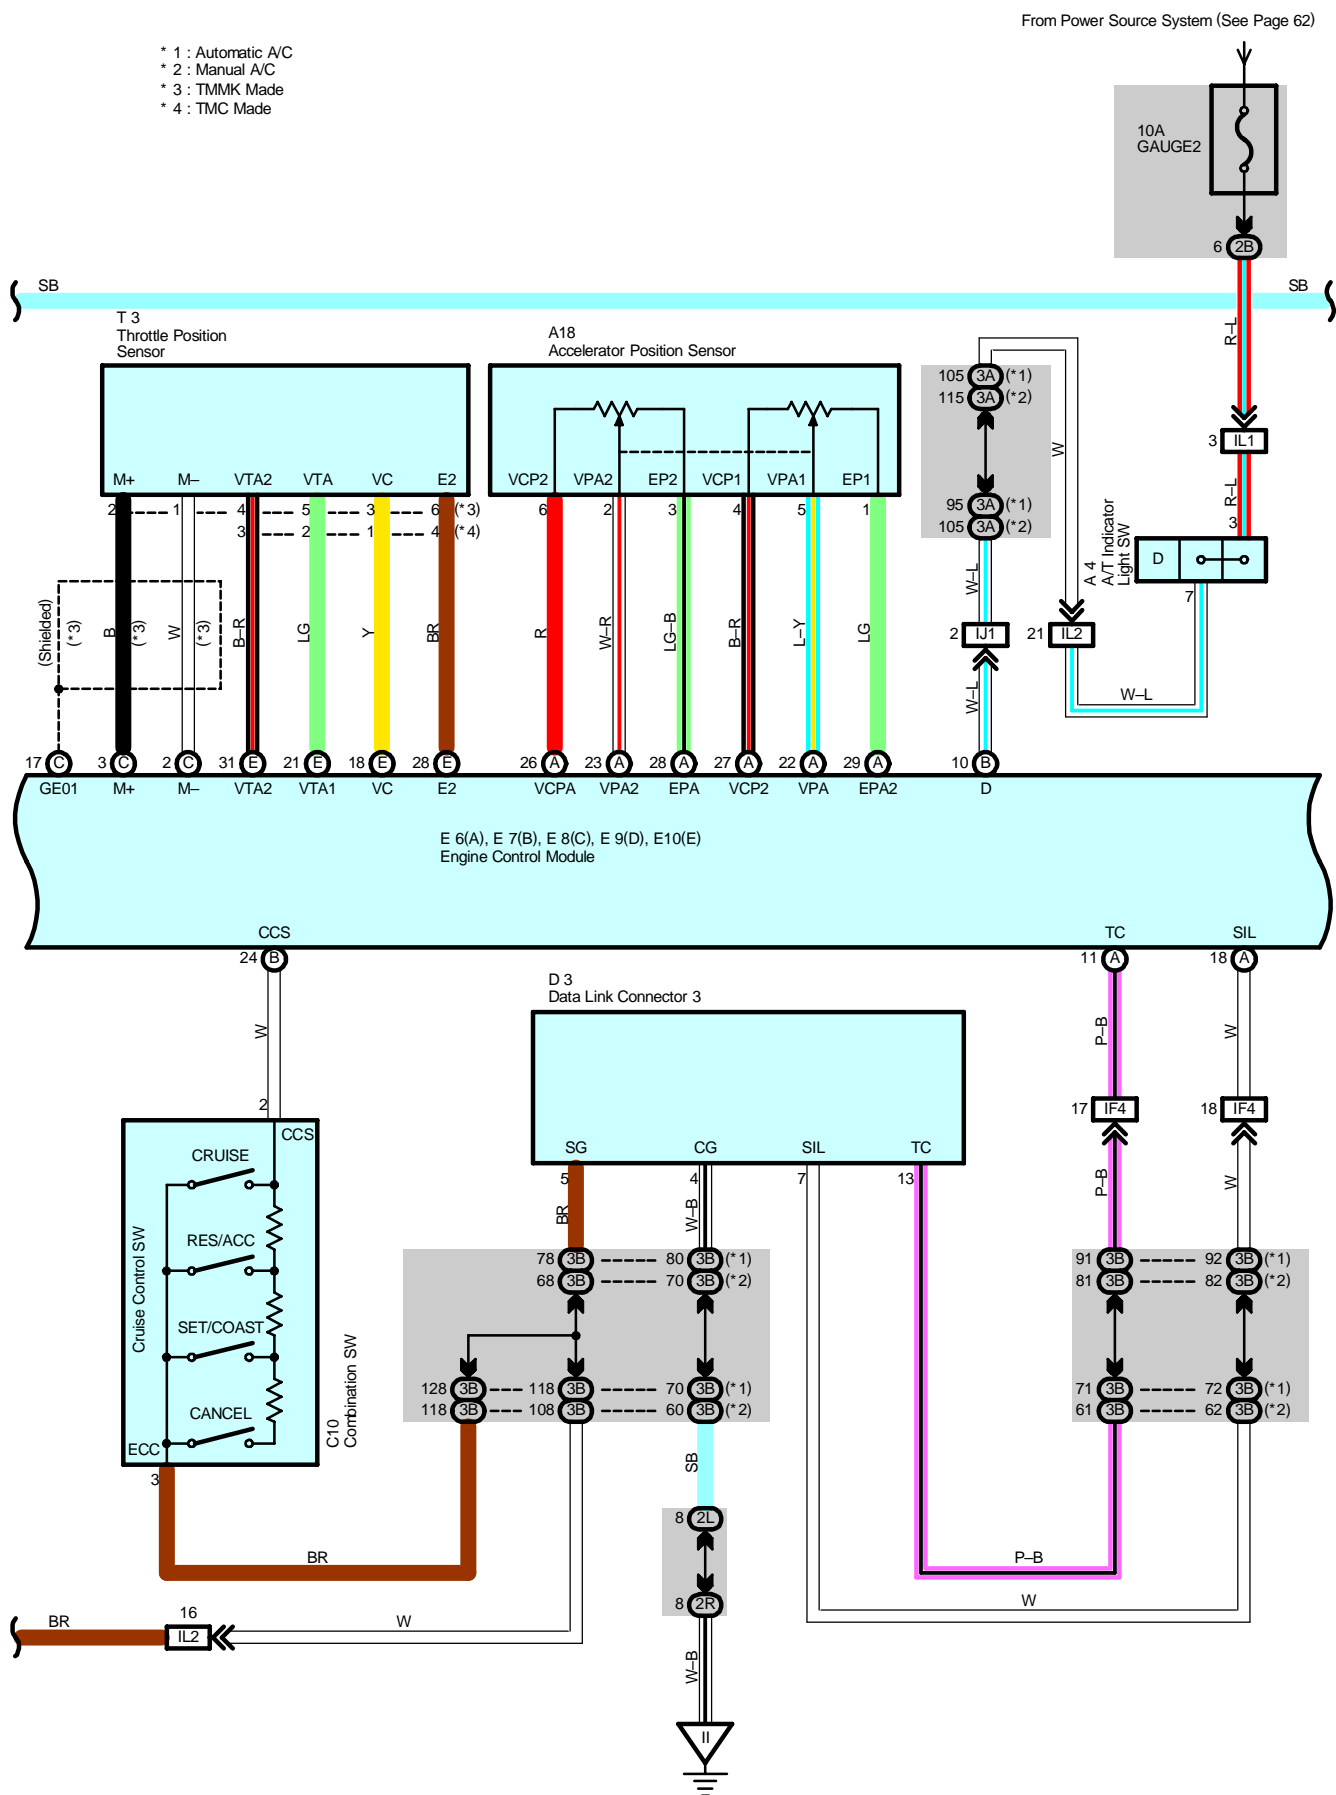 From Power Source System (See Page 62)
* 1 : Automatic A/C
* 2 : Manual A/C
* 3 : TMMK Made
* 4 : TMC Made
10A
GAUGE2
6 2B
SB
SB
R–L
T 3
Throttle Position
Sensor
A18
Accelerator Position Sensor
105 3A (*1)
115 3A (*2)
W
3 IL1
R–L
M+ M– VTA2 VTA VC E2
VCP2 VPA2 EP2 VCP1 VPA1 EP1
2 1 4 5 3 6 (*3)
3 2 1 4 (*4)
6 2 3 4 5 1
95 3A (*1)
105 3A (*2)
A 4
A/T Indicator
Light SW
3
D
7
(Shielded)
(*3)
B
(*3)
W
(*3)
B–R
LG
Y
BR
R
W–R
LG–B
B–R
L–Y
LG
W–L
2 IJ1
21 IL2
W–L
W–L
17 C 3 C 2 C 31 E 21 E 18 E 28 E 26 A 23 A 28 A 27 A 22 A 29 A 10 B
GE01 M+ M– VTA2 VTA1 VC E2 VCPA VPA2 EPA VCP2 VPA EPA2 D
E 6(A), E 7(B), E 8(C), E 9(D), E10(E)
Engine Control Module
CCS
TC SIL
24 B
11 A 18 A
D 3
Data Link Connector 3
W
P–B
W
2
17 IF4
18 IF4
CCS
CRUISE
RES/ACC
SET/COAST
CANCEL
ECC
Cruise Control SW
C10
Combination SW
3
SG CG SIL TC
5 4 7 13
BR
W–B
P–B
W
78 3B 80 3B (*1)
68 3B 70 3B (*2)
91 3B 92 3B (*1)
81 3B 82 3B (*2)
128 3B 118 3B 70 3B (*1)
118 3B 108 3B 60 3B (*2)
71 3B 72 3B (*1)
61 3B 62 3B (*2)
SB
8 2L
BR
P–B
8 2R
W
BR
16
IL2
W
W–B
II